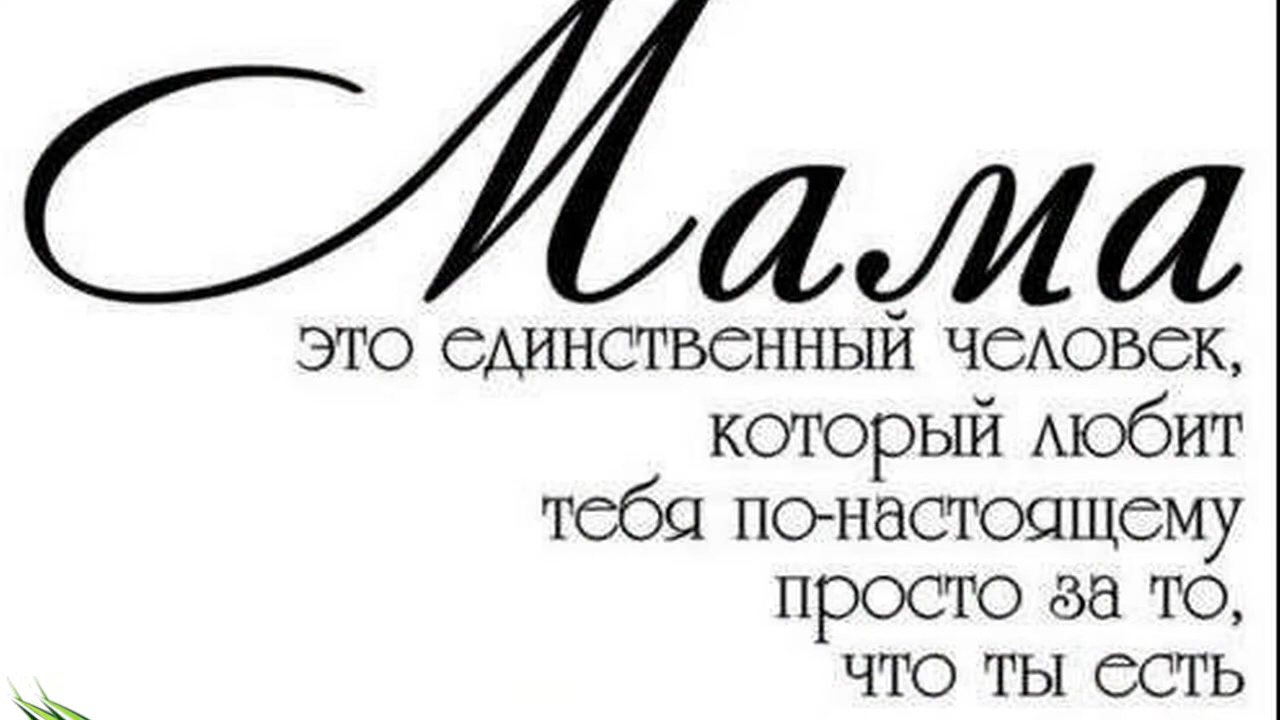 Мама
это единственный человек,
который любит
тебя по-настоящему
просто за то,
что ты есть